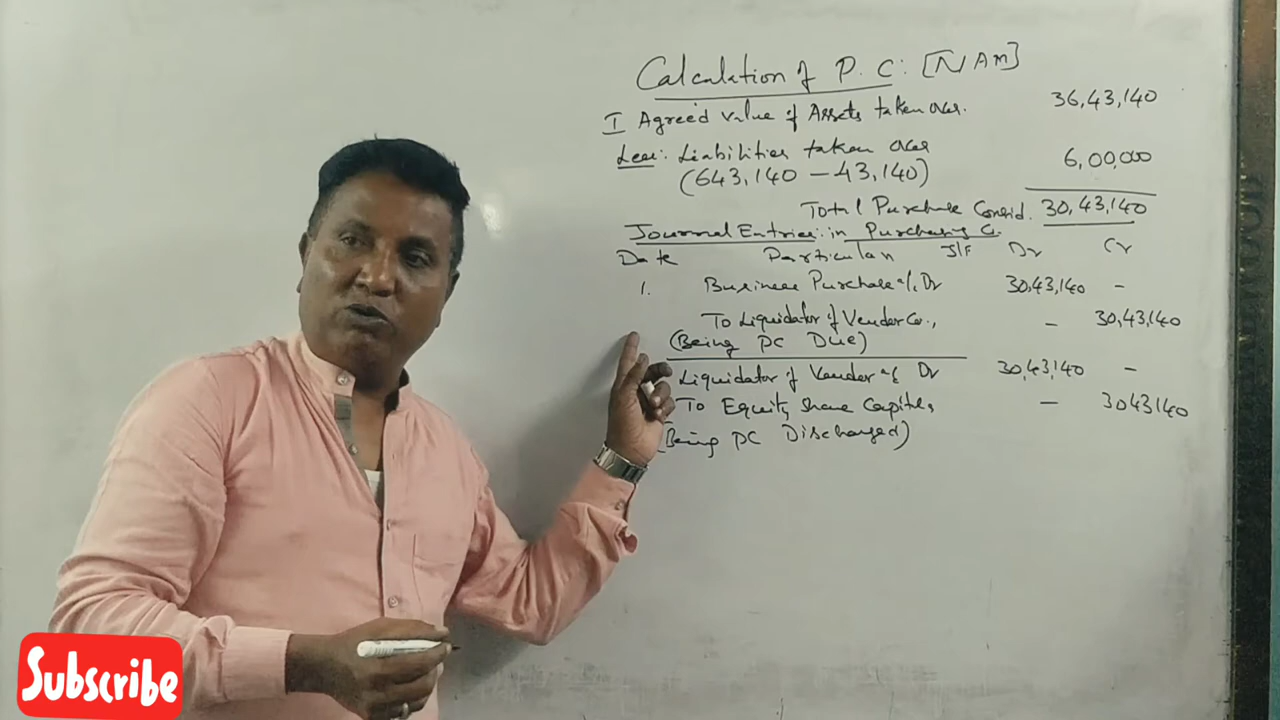 Calculation of P. C: [NAM]
I Agreed value of Assets taken over. 36,43,140
Less: Liabilities taken over 6,00,000
(643,140 – 43,140)
Total Purchase Consid. 30,43,140
Journal Entries in Purchasing Co.
Date Particulars J/F Dr Cr
1. Business Purchase a/c Dr 30,43,140 –
To Liquidator of Vender Co., – 30,43,140
(Being PC Due)
Liquidator of Vender a/c Dr 30,43,140 –
To Equity Share Capital, – 3043140
(Being PC Discharged)
Subscribe